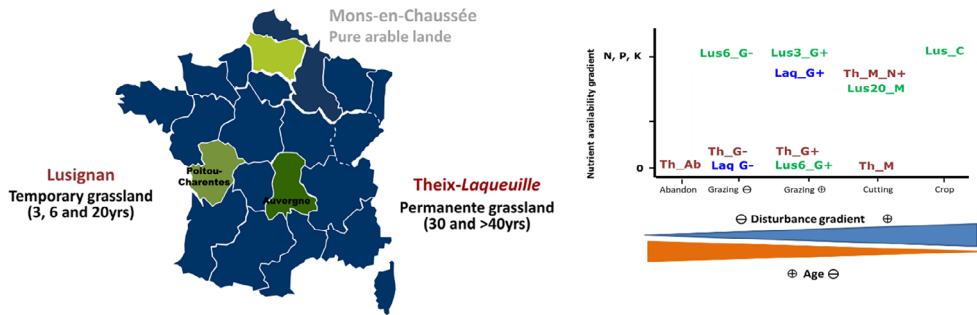 Mons-en-Chaussée
Pure arable lande
Lusignan
Temporary grassland
(3, 6 and 20yrs)
Poitou-
Charentes
Auvergne
Theix-Laqueuille
Permanente grassland
(30 and >40yrs)
Nutrient availability gradient
N, P, K
0
Lus6_G-
Lus3_G+
Lus_C
Laq_G+
Th_M_N+
Lus20_M
Th_Ab
Th_G-
Laq G-
Th_G+
Lus6_G+
Th_M
Abandon
Grazing ⊖
Grazing ⊕
Cutting
Crop
⊖ Disturbance gradient ⊕
⊕ Age ⊖